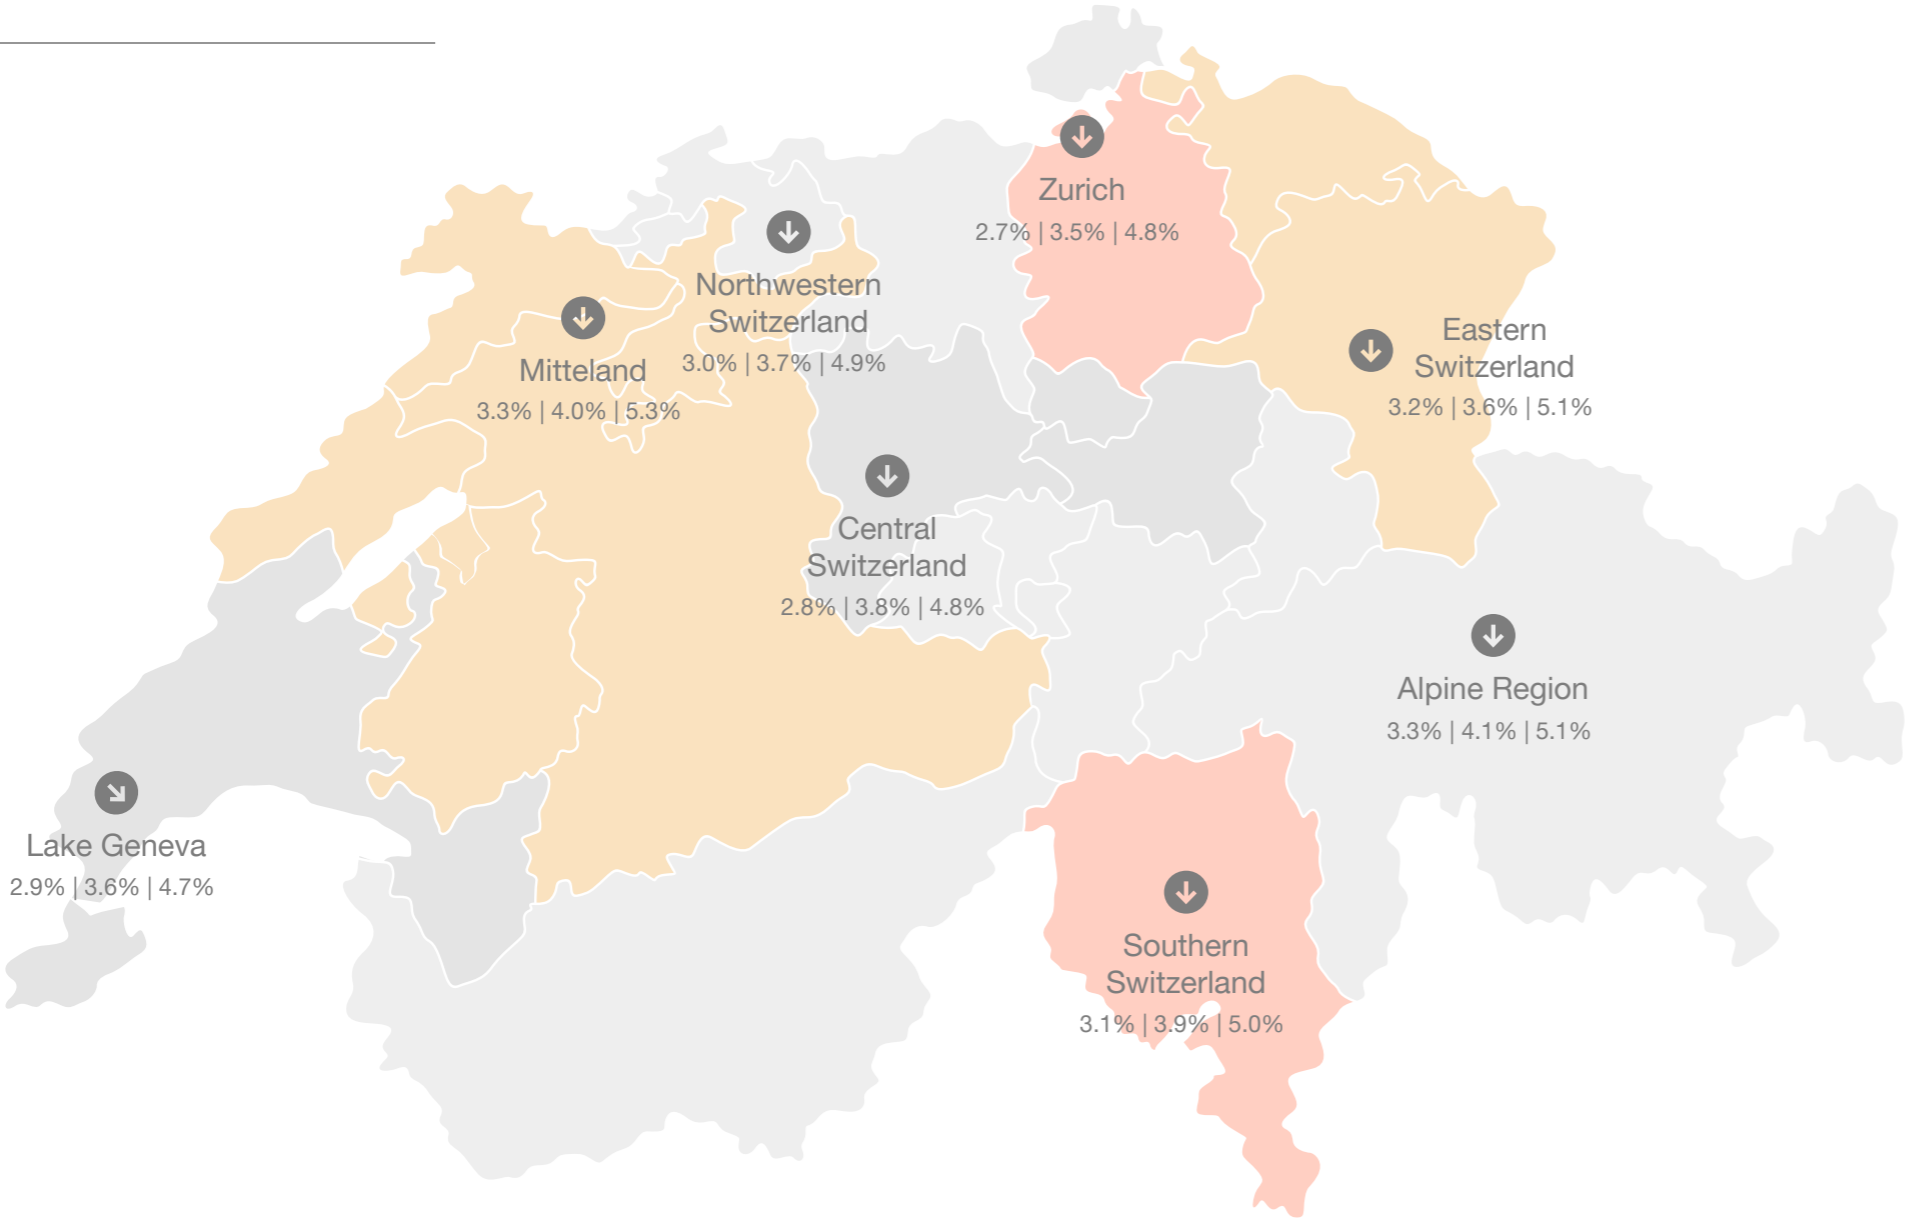 Zurich
2.7% | 3.5% | 4.8%
Northwestern
Switzerland
3.0% | 3.7% | 4.9%
Mitteland
3.3% | 4.0% | 5.3%
Eastern
Switzerland
3.2% | 3.6% | 5.1%
Central
Switzerland
2.8% | 3.8% | 4.8%
Alpine Region
3.3% | 4.1% | 5.1%
Lake Geneva
2.9% | 3.6% | 4.7%
Southern
Switzerland
3.1% | 3.9% | 5.0%